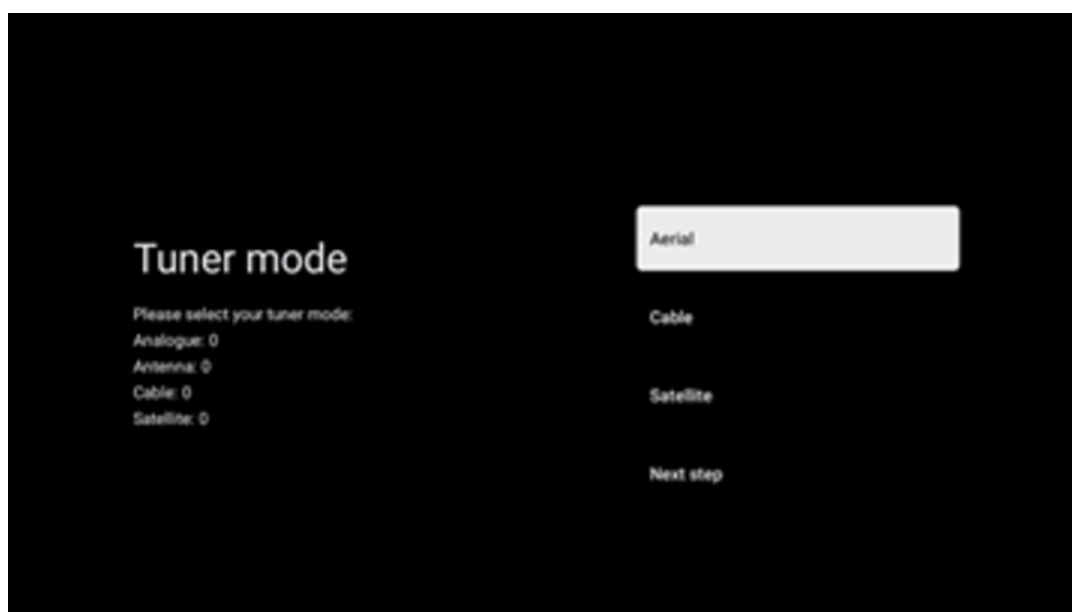 Tuner mode
Please select your tuner mode:
Analogue: 0
Antenna: 0
Cable: 0
Satellite: 0
Aerial
Cable
Satellite
Next step